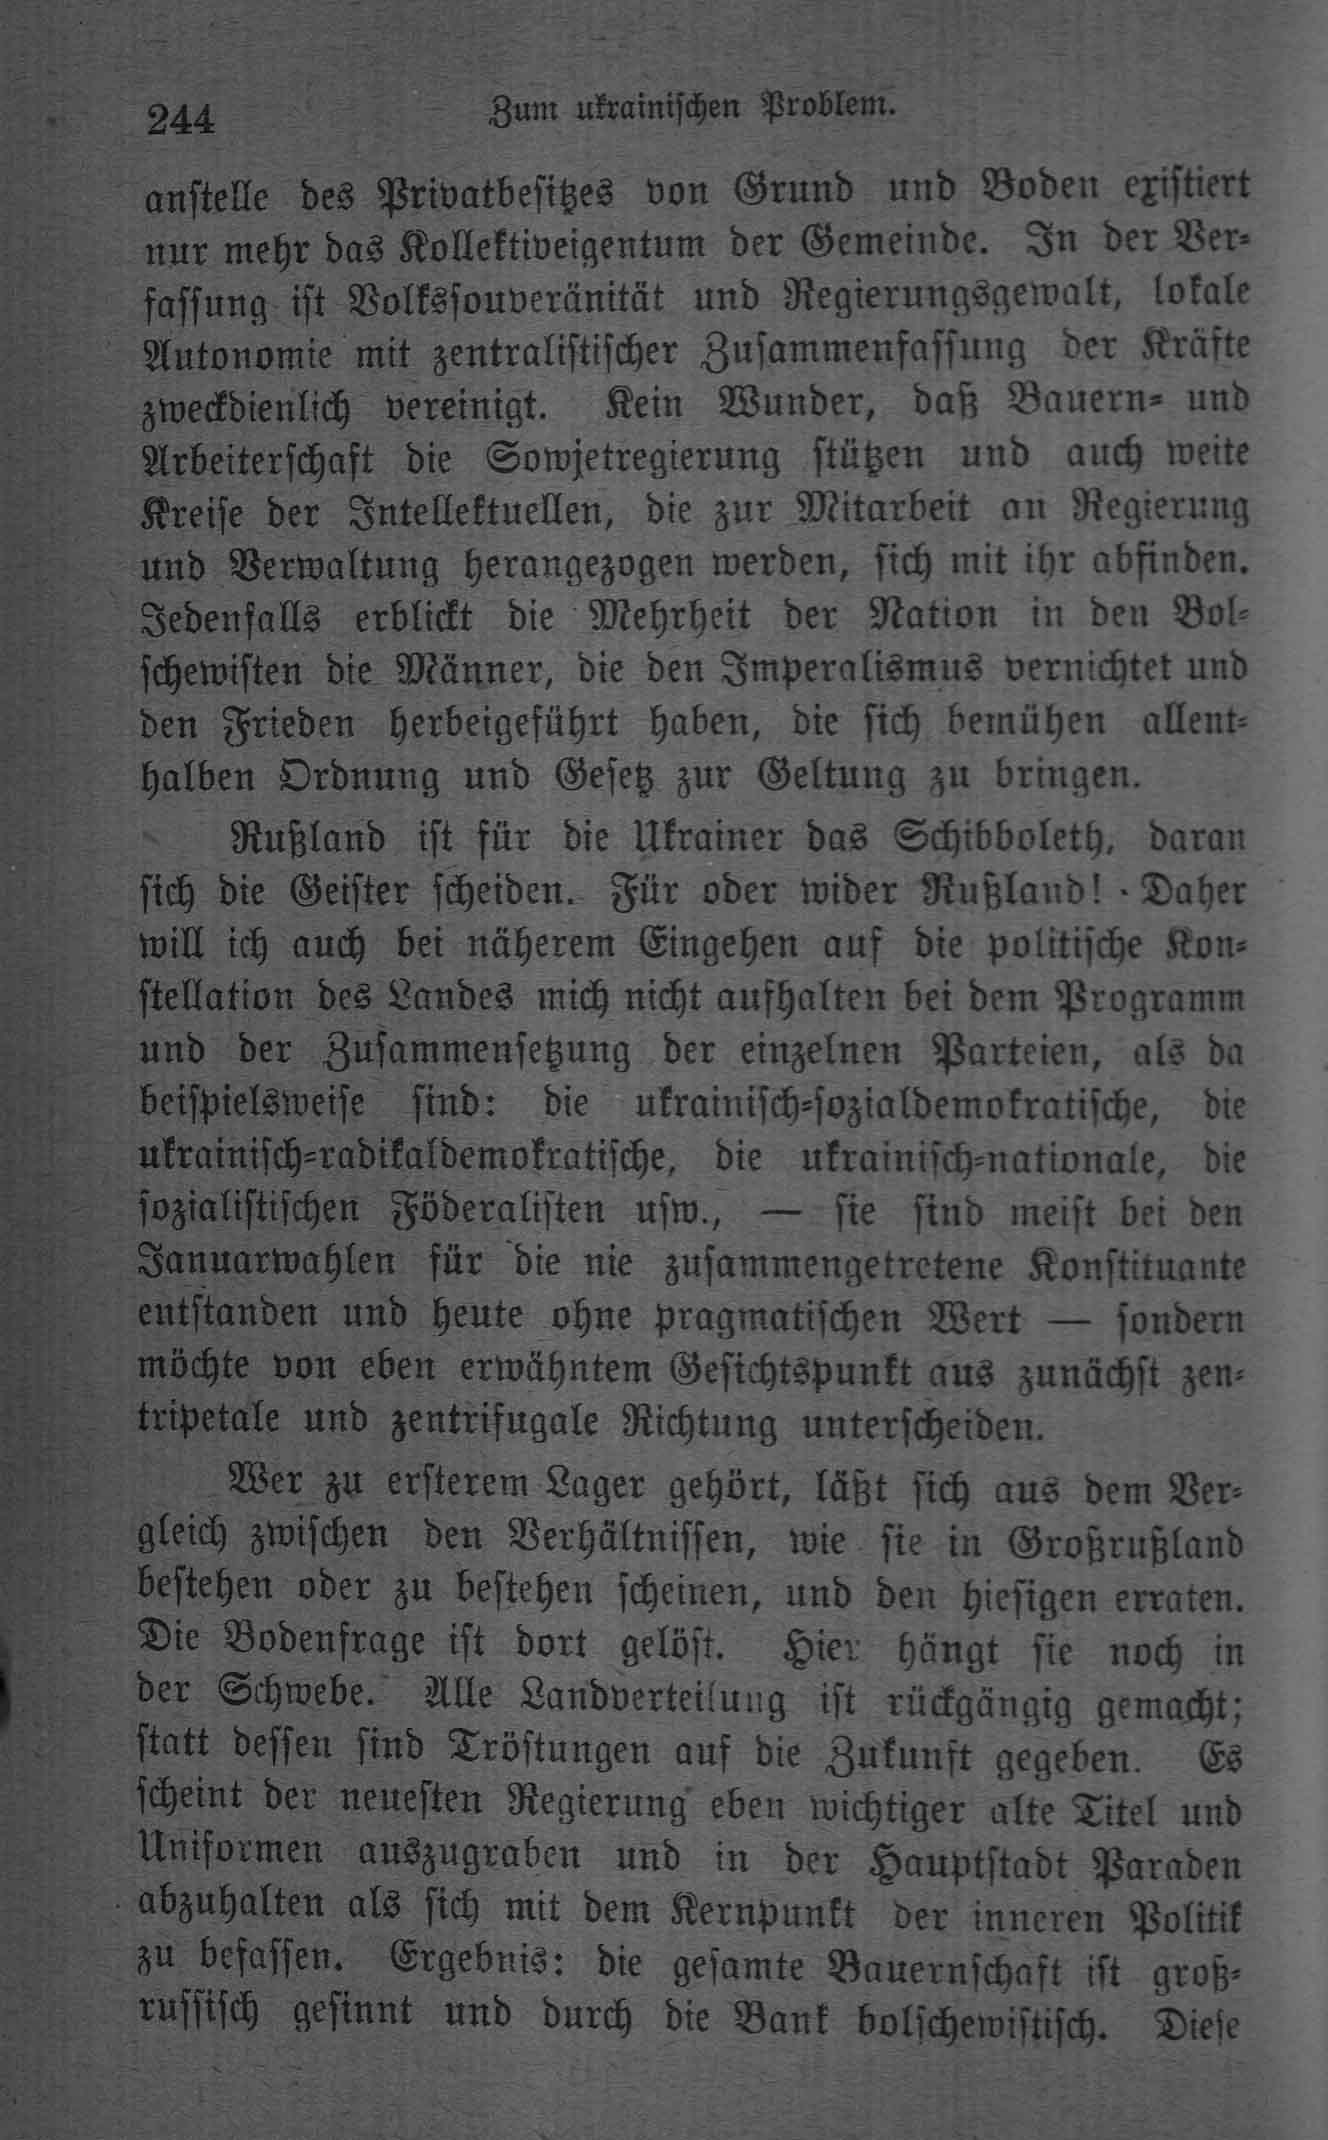 244
Zum ukrainischen Problem.
anstelle des Privatbesitzes von Grund und Boden existiert
nur mehr das Kollektiveigentum der Gemeinde. In der Ver-
fassung ist Volkssouveränität und Regierungsgewalt, lokale
Autonomie mit zentralistischer Zusammenfassung der Kräfte
zweckdienlich vereinigt. Kein Wunder, daß Bauern- und
Arbeiterschaft die Sowjetregierung stützen und auch weite
Kreise der Intellektuellen, die zur Mitarbeit an Regierung
und Verwaltung herangezogen werden, sich mit ihr abfinden.
Jedenfalls erblickt die Mehrheit der Nation in den Bol-
schewisten die Männer, die den Imperalismus vernichtet und
den Frieden herbeigeführt haben, die sich bemühen allent-
halben Ordnung und Gesetz zur Geltung zu bringen.
Rußland ist für die Ukrainer das Schibboleth, daran
sich die Geister scheiden. Für oder wider Rußland! Daher
will ich auch bei näherem Eingehen auf die politische Kon-
stellation des Landes mich nicht aufhalten bei dem Programm
und der Zusammensetzung der einzelnen Parteien, als da
beispielsweise sind: die ukrainisch-sozialdemokratische, die
ukrainisch-radikaldemokratische, die ukrainisch-nationale, die
sozialistischen Föderalisten usw., — sie sind meist bei den
Januarwahlen für die nie zusammengetretene Konstituante
entstanden und heute ohne pragmatischen Wert — sondern
möchte von eben erwähntem Gesichtspunkt aus zunächst zen-
tripetale und zentrifugale Richtung unterscheiden.
Wer zu ersterem Lager gehört, läßt sich aus dem Ver-
gleich zwischen den Verhältnissen, wie sie in Großrußland
bestehen oder zu bestehen scheinen, und den hiesigen erraten.
Die Bodenfrage ist dort gelöst. Hier hängt sie noch in
der Schwebe. Alle Landverteilung ist rückgängig gemacht;
statt dessen sind Tröstungen auf die Zukunft gegeben. Es
scheint der neuesten Regierung eben wichtiger alte Titel und
Uniformen auszugraben und in der Hauptstadt Paraden
abzuhalten als sich mit dem Kernpunkt der inneren Politik
zu befassen. Ergebnis: die gesamte Bauernschaft ist groß-
russisch gesinnt und durch die Bank bolschewistisch. Diese